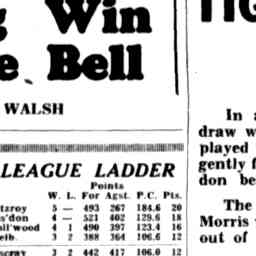 Win
e Bell
WALSH
LEAGUE LADDER
Points
W. L. For Agst. P.C. Pts.
tzroy 5 — 493 267 184.6 20
s'don 4 — 521 402 129.6 18
ll'wood 4 1 490 397 123.4 16
elb. 3 2 388 364 106.6 12
scray 3 2 442 417 106.0 12
In a
draw w
played
gently f
don be
The
Morris
out of